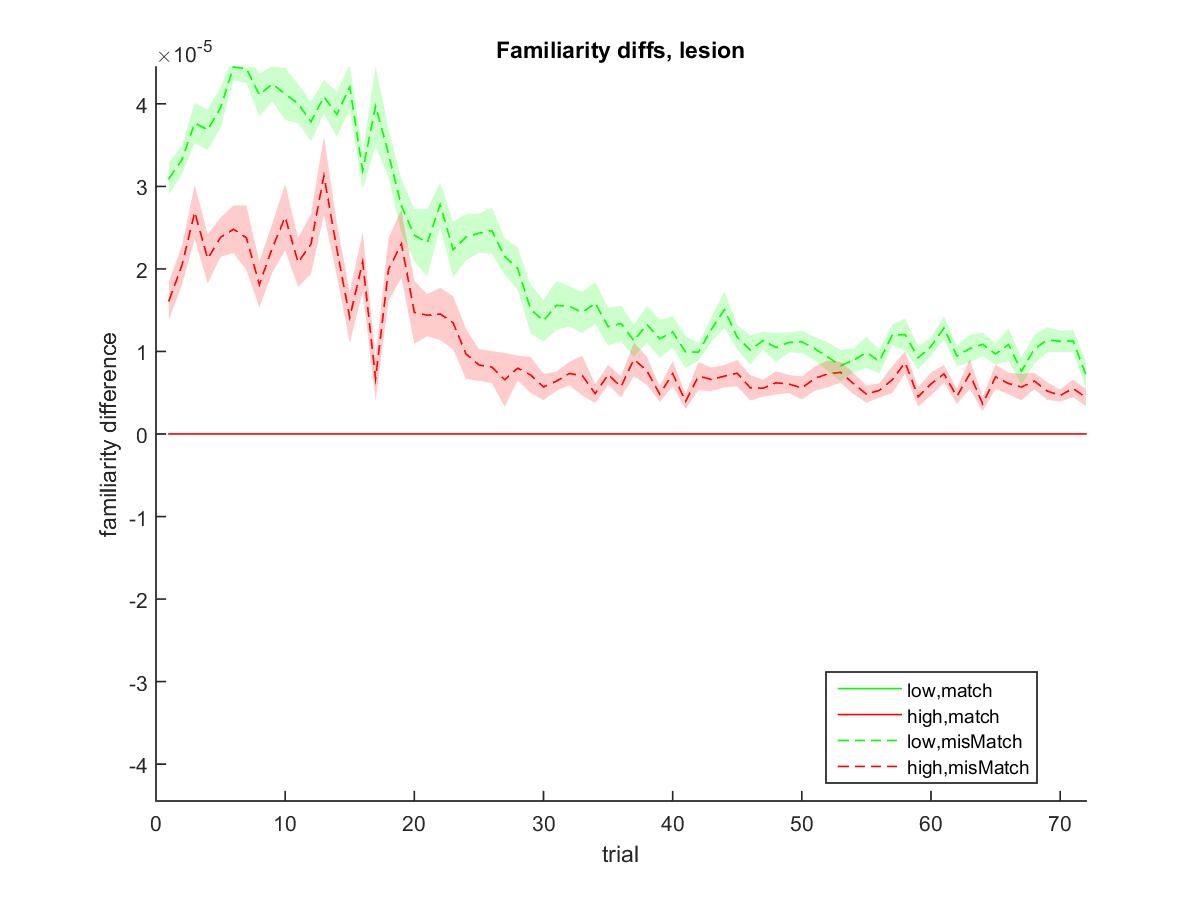 Familiarity diffs, lesion
×10-5
4
3
2
1
0
-1
-2
-3
-4
familiarity difference
0 10 20 30 40 50 60 70
trial
low,match
high,match
low,misMatch
high,misMatch